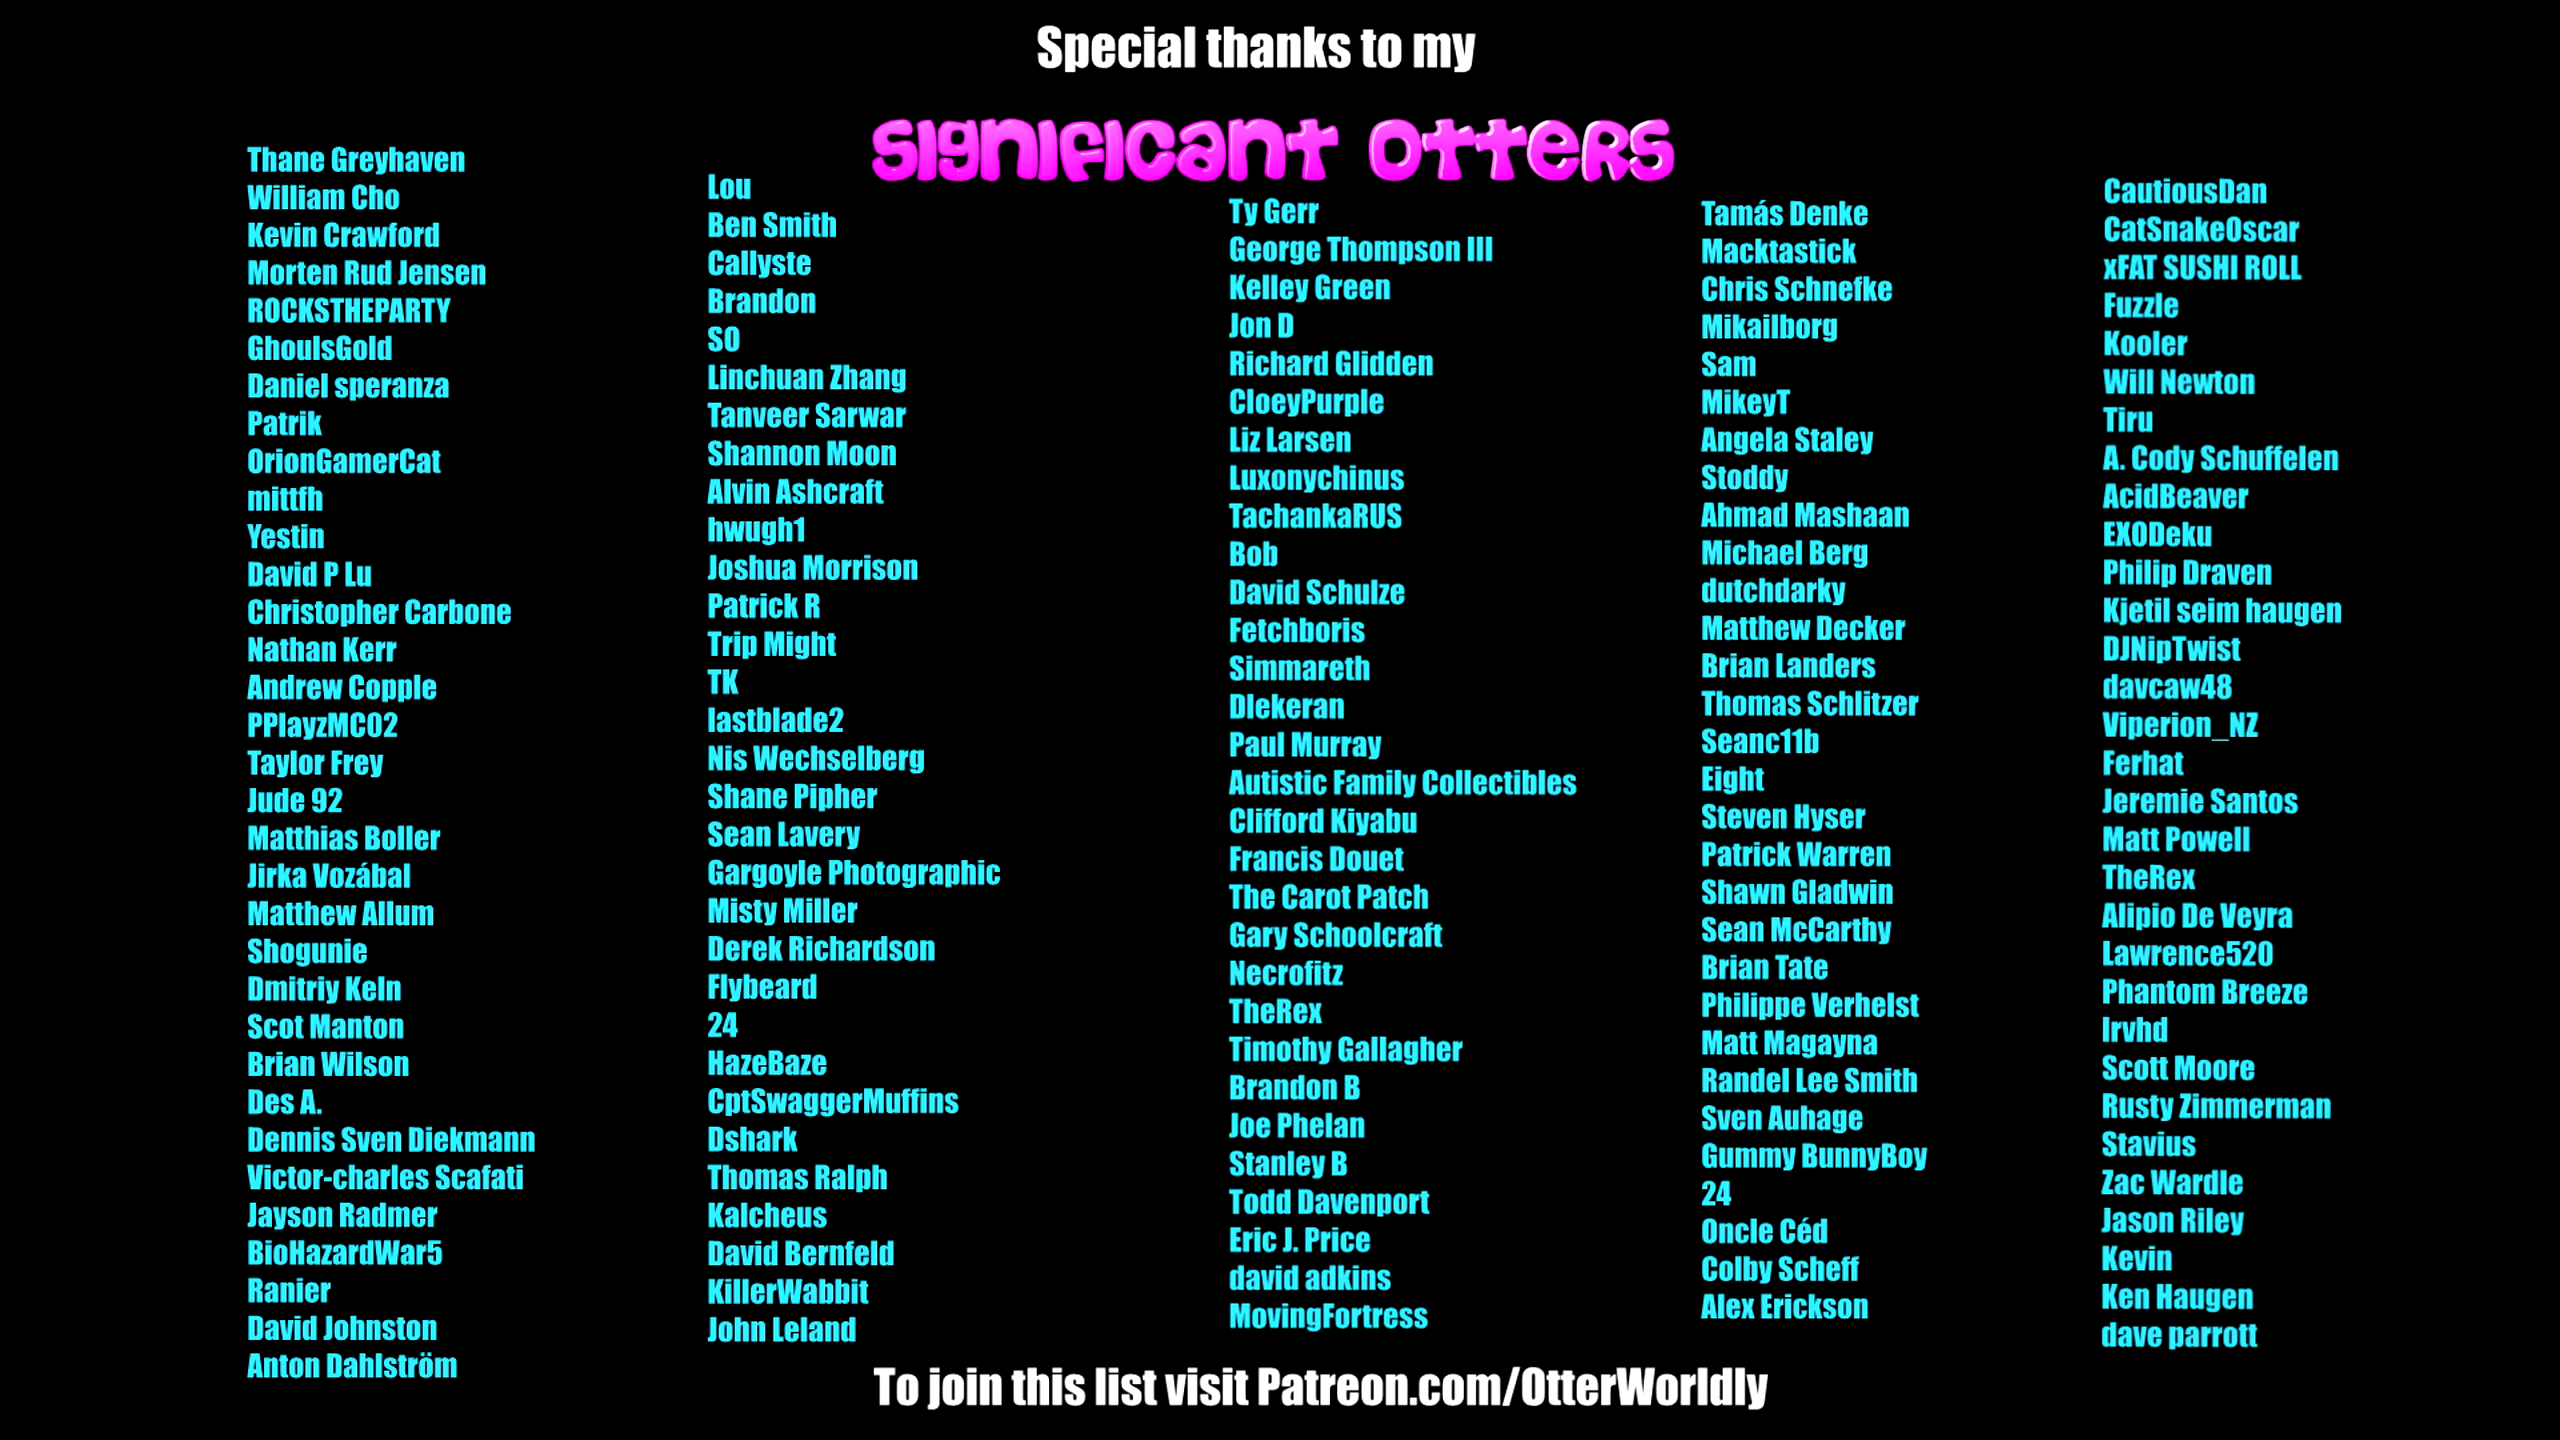 Special thanks to my
SIGNIFICANT OTTERS
Thane Greyhaven
William Cho
Kevin Crawford
Morten Rud Jensen
ROCKSTHEPARTY
GhoulsGold
Daniel speranza
Patrik
OrionGamerCat
mittfh
Yestin
David P Lu
Christopher Carbone
Nathan Kerr
Andrew Copple
PPlayzMC02
Taylor Frey
Jude 92
Matthias Boller
Jirka Vozábal
Matthew Allum
Shogunie
Dmitriy Keln
Scot Manton
Brian Wilson
Des A.
Dennis Sven Diekmann
Victor-charles Scafati
Jayson Radmer
BioHazardWar5
Ranier
David Johnston
Anton Dahlström
Lou
Ben Smith
Callyste
Brandon
SO
Linchuan Zhang
Tanveer Sarwar
Shannon Moon
Alvin Ashcraft
hwugh1
Joshua Morrison
Patrick R
Trip Might
TK
lastblade2
Nis Wechselberg
Shane Pipher
Sean Lavery
Gargoyle Photographic
Misty Miller
Derek Richardson
Flybeard
24
HazeBaze
CptSwaggerMuffins
Dshark
Thomas Ralph
Kalcheus
David Bernfeld
KillerWabbit
John Leland
Ty Gerr
George Thompson III
Kelley Green
Jon D
Richard Glidden
CloeyPurple
Liz Larsen
Luxonychinus
TachankaRUS
Bob
David Schulze
Fetchboris
Simmareth
Dlekeran
Paul Murray
Autistic Family Collectibles
Clifford Kiyabu
Francis Douet
The Carot Patch
Gary Schoolcraft
Necrofitz
TheRex
Timothy Gallagher
Brandon B
Joe Phelan
Stanley B
Todd Davenport
Eric J. Price
david adkins
MovingFortress
Tamás Denke
Macktastick
Chris Schnefke
Mikailborg
Sam
MikeyT
Angela Staley
Stoddy
Ahmad Mashaan
Michael Berg
dutchdarky
Matthew Decker
Brian Landers
Thomas Schlitzer
Seanc11b
Eight
Steven Hyser
Patrick Warren
Shawn Gladwin
Sean McCarthy
Brian Tate
Philippe Verhelst
Matt Magayna
Randel Lee Smith
Sven Auhage
Gummy BunnyBoy
24
Oncle Céd
Colby Scheff
Alex Erickson
CautiousDan
CatSnakeOscar
xFAT SUSHI ROLL
Fuzzle
Kooler
Will Newton
Tiru
A. Cody Schuffelen
AcidBeaver
EXODeku
Philip Draven
Kjetil seim haugen
DJNipTwist
davcaw48
Viperion_NZ
Ferhat
Jeremie Santos
Matt Powell
TheRex
Alipio De Veyra
Lawrence520
Phantom Breeze
Irvhd
Scott Moore
Rusty Zimmerman
Stavius
Zac Wardle
Jason Riley
Kevin
Ken Haugen
dave parrott
To join this list visit Patreon.com/OtterWorldly